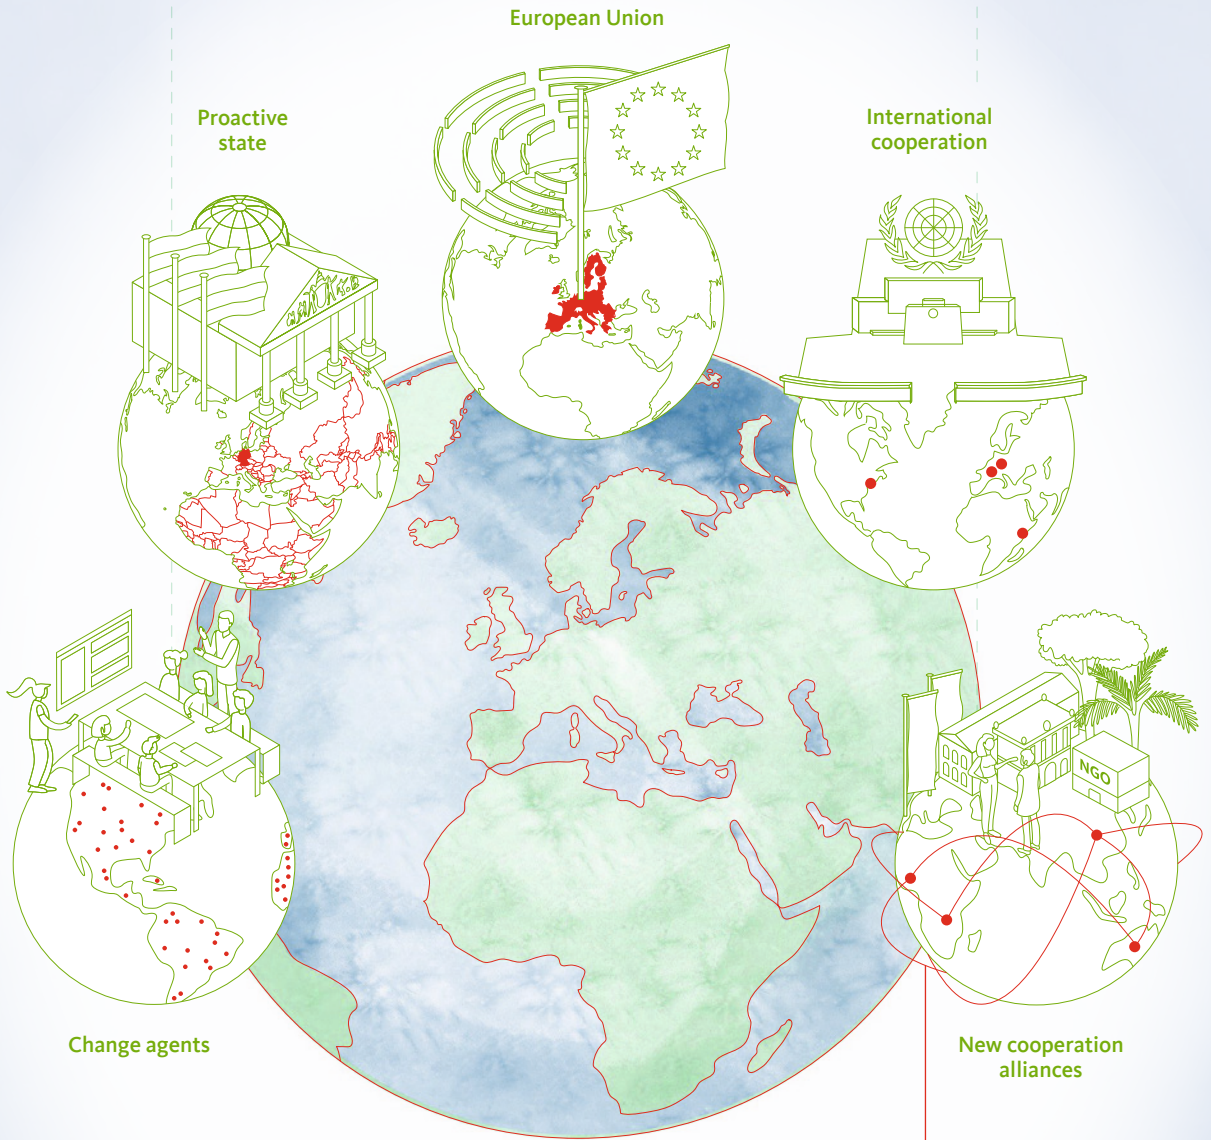 European Union
Proactive
state
International
cooperation
NGO
Change agents
New cooperation
alliances